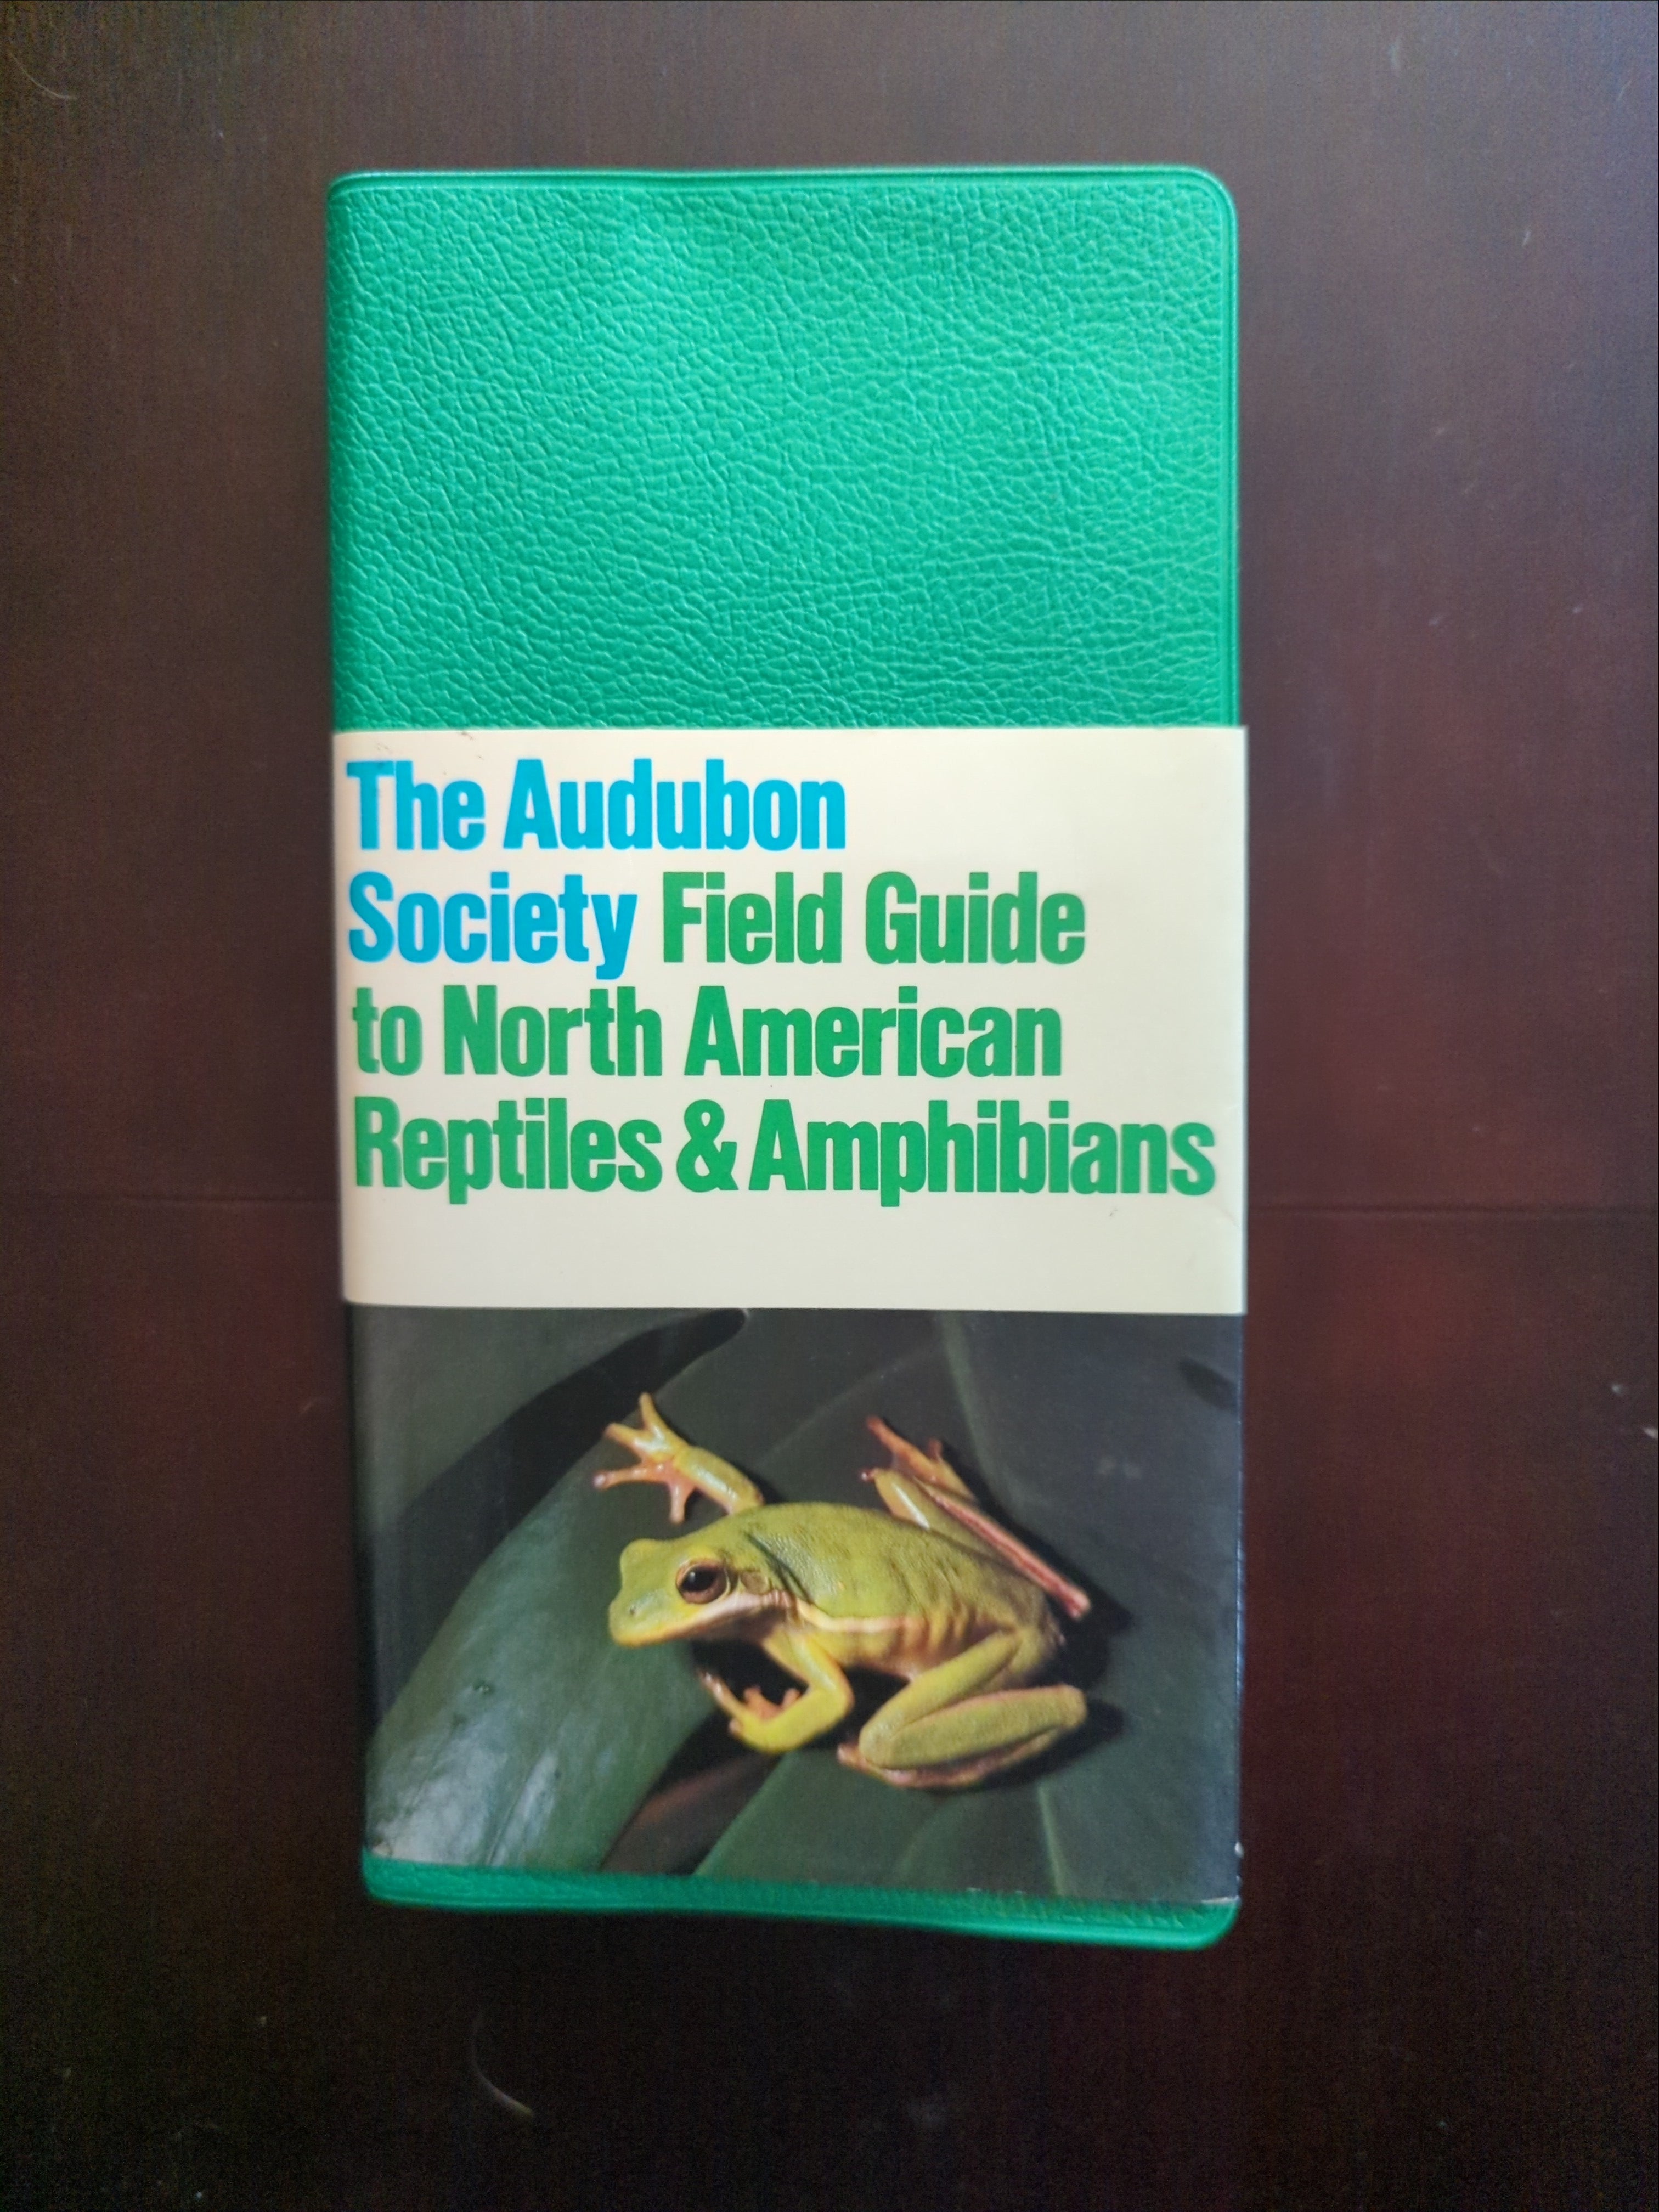 The Audubon
Society Field Guide
to North American
Reptiles & Amphibians